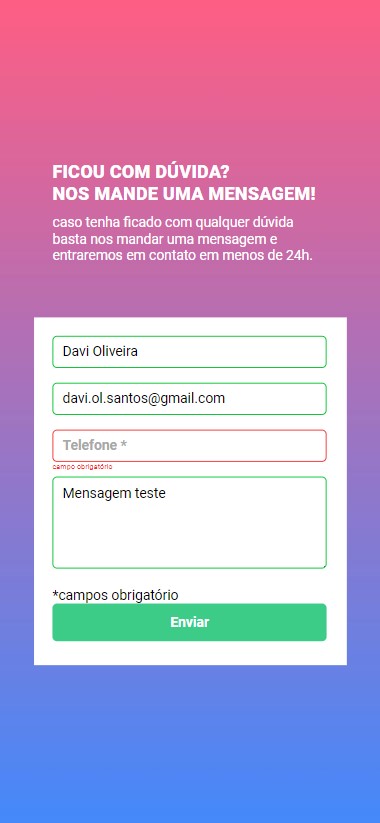 FICOU COM DÚVIDA?
NOS MANDE UMA MENSAGEM!
caso tenha ficado com qualquer dúvida
basta nos mandar uma mensagem e
entraremos em contato em menos de 24h.
Davi Oliveira
davi.ol.santos@gmail.com
Telefone *
campo obrigatório
Mensagem teste
*campos obrigatório
Enviar